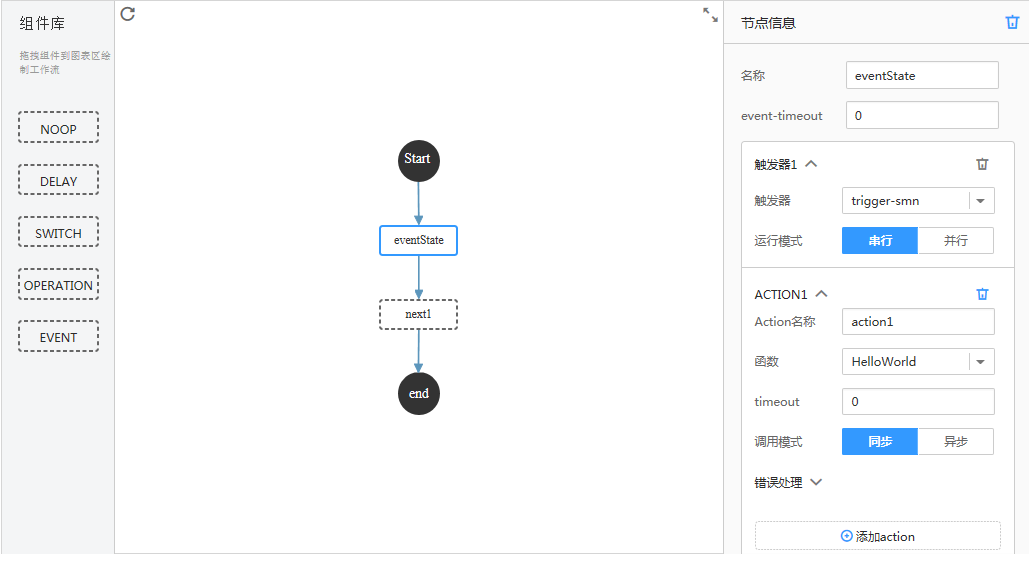 组件库
拖拽组件到图表区绘
制工作流
NOOP
DELAY
SWITCH
OPERATION
EVENT
Start
eventState
next1
end
节点信息
名称 eventState
event-timeout 0
触发器1
触发器 trigger-smn
运行模式 串行 并行
ACTION1
Action名称 action1
函数 HelloWorld
timeout 0
调用模式 同步 异步
错误处理
添加action